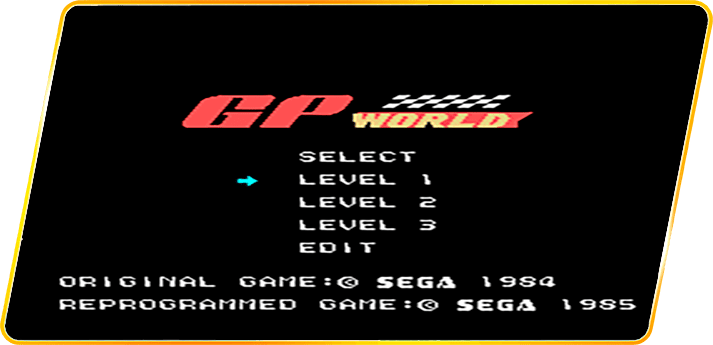 GP WORLD
SELECT
LEVEL 1
LEVEL 2
LEVEL 3
EDIT
ORIGINAL GAME:© SEGA 1984
REPROGRAMMED GAME:© SEGA 1985